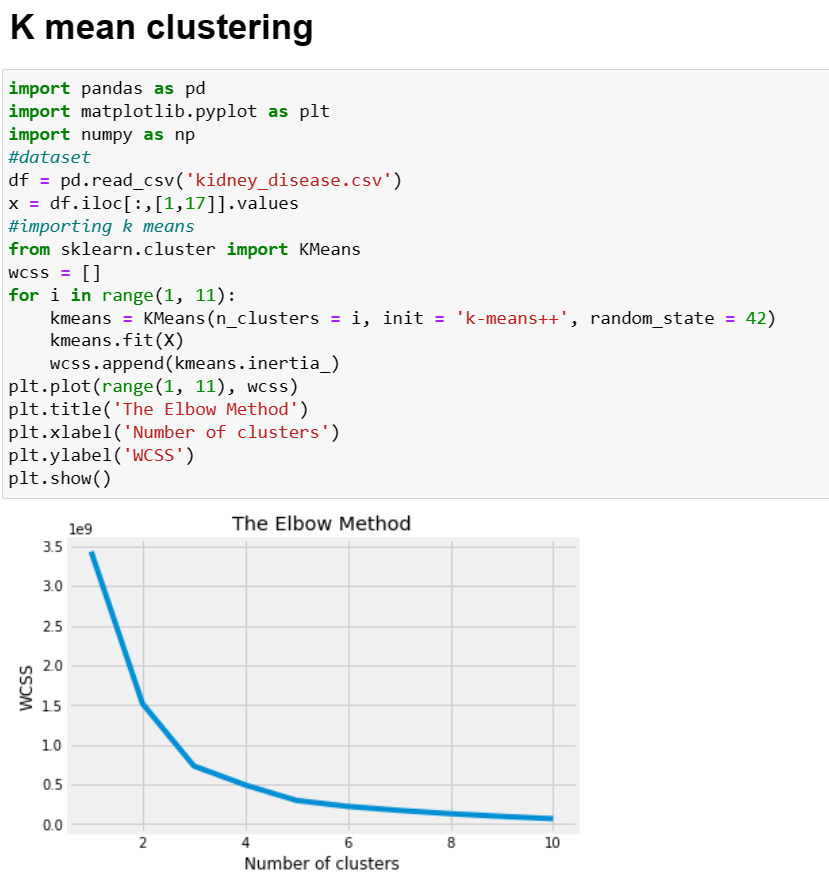 K mean clustering
import pandas as pd
import matplotlib.pyplot as plt
import numpy as np
#dataset
df = pd.read_csv('kidney_disease.csv')
x = df.iloc[:,[1,17]].values
#importing k means
from sklearn.cluster import KMeans
wcss = []
for i in range(1, 11):
    kmeans = KMeans(n_clusters = i, init = 'k-means++', random_state = 42)
    kmeans.fit(X)
    wcss.append(kmeans.inertia_)
plt.plot(range(1, 11), wcss)
plt.title('The Elbow Method')
plt.xlabel('Number of clusters')
plt.ylabel('WCSS')
plt.show()
The Elbow Method
1e9
3.5
3.0
2.5
2.0
1.5
1.0
0.5
0.0
WCSS
2 4 6 8 10
Number of clusters